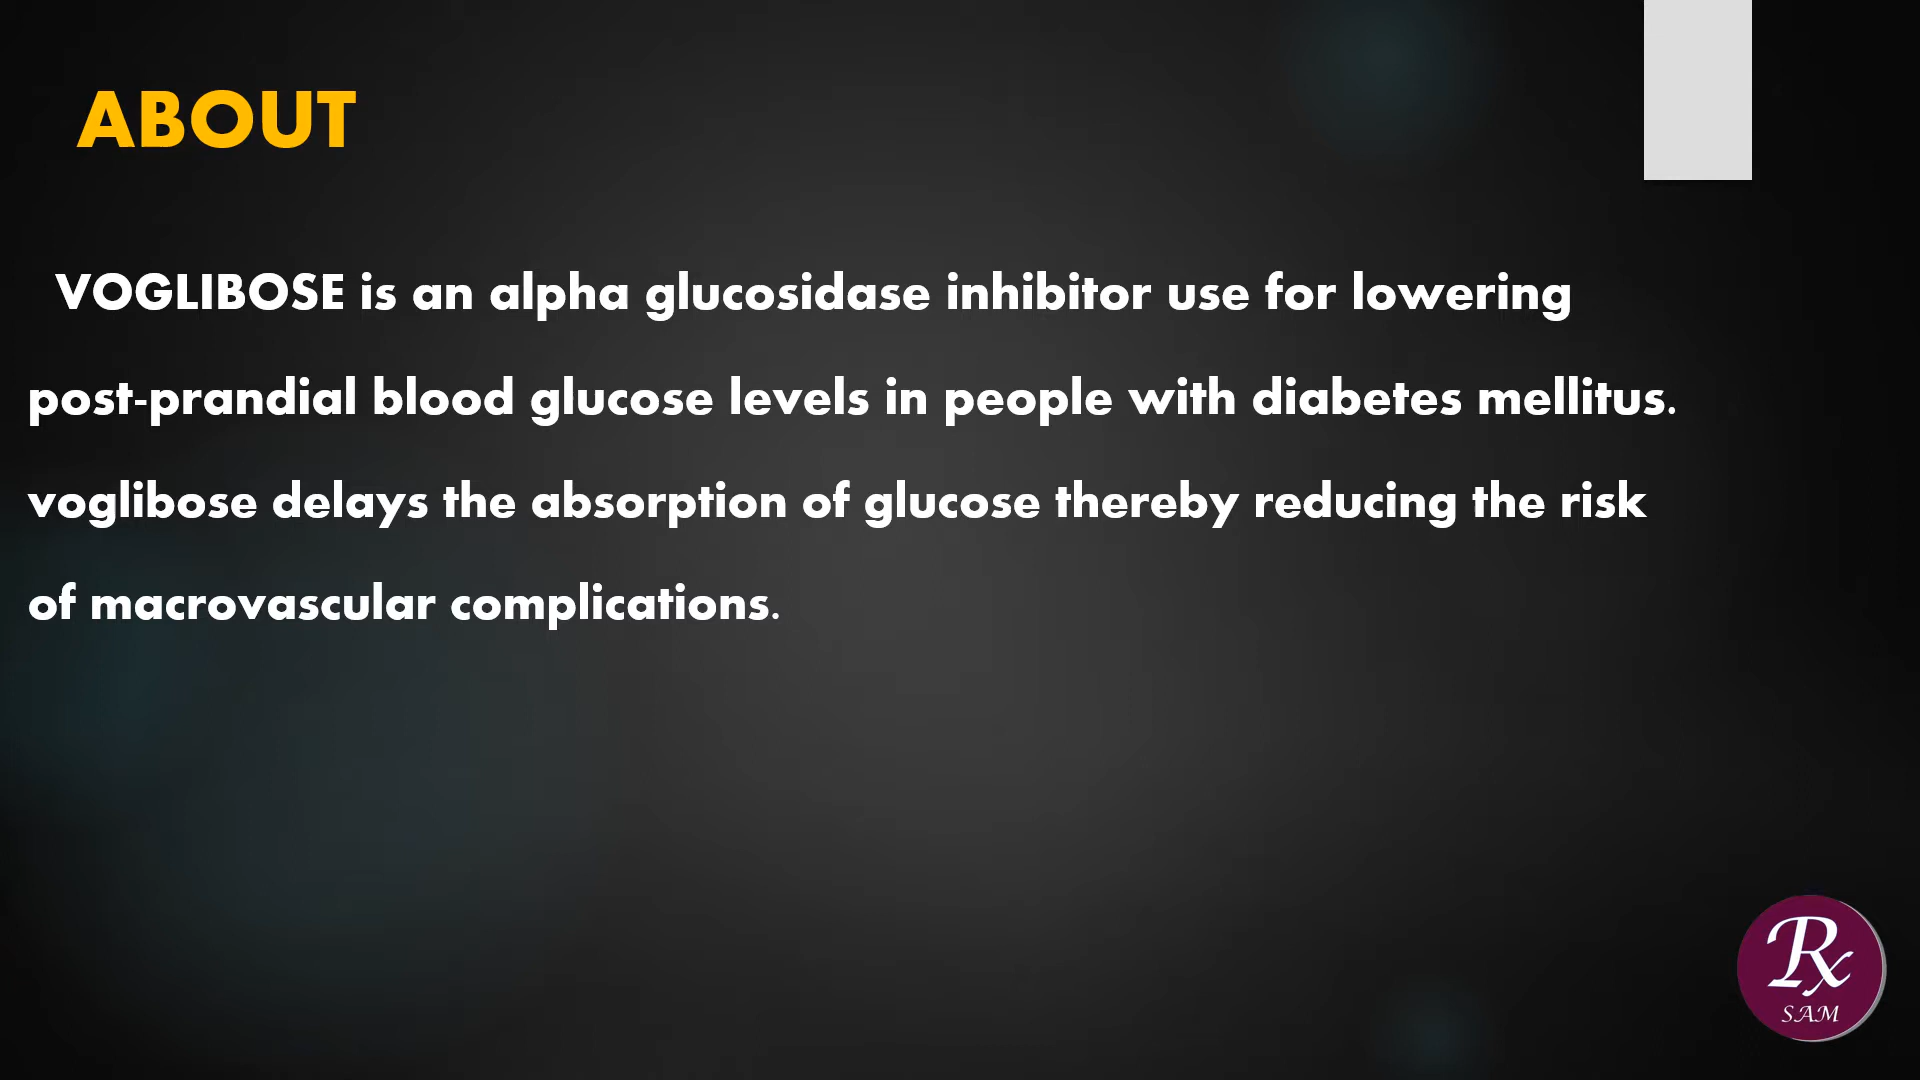 ABOUT
VOGLIBOSE is an alpha glucosidase inhibitor use for lowering
post-prandial blood glucose levels in people with diabetes mellitus.
voglibose delays the absorption of glucose thereby reducing the risk
of macrovascular complications.
Rx
SAM